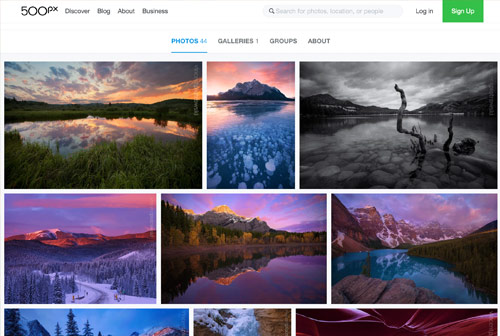 500px Discover Blog About Business Search for photos, location, or people Log in Sign Up
PHOTOS 44 GALLERIES 1 GROUPS ABOUT